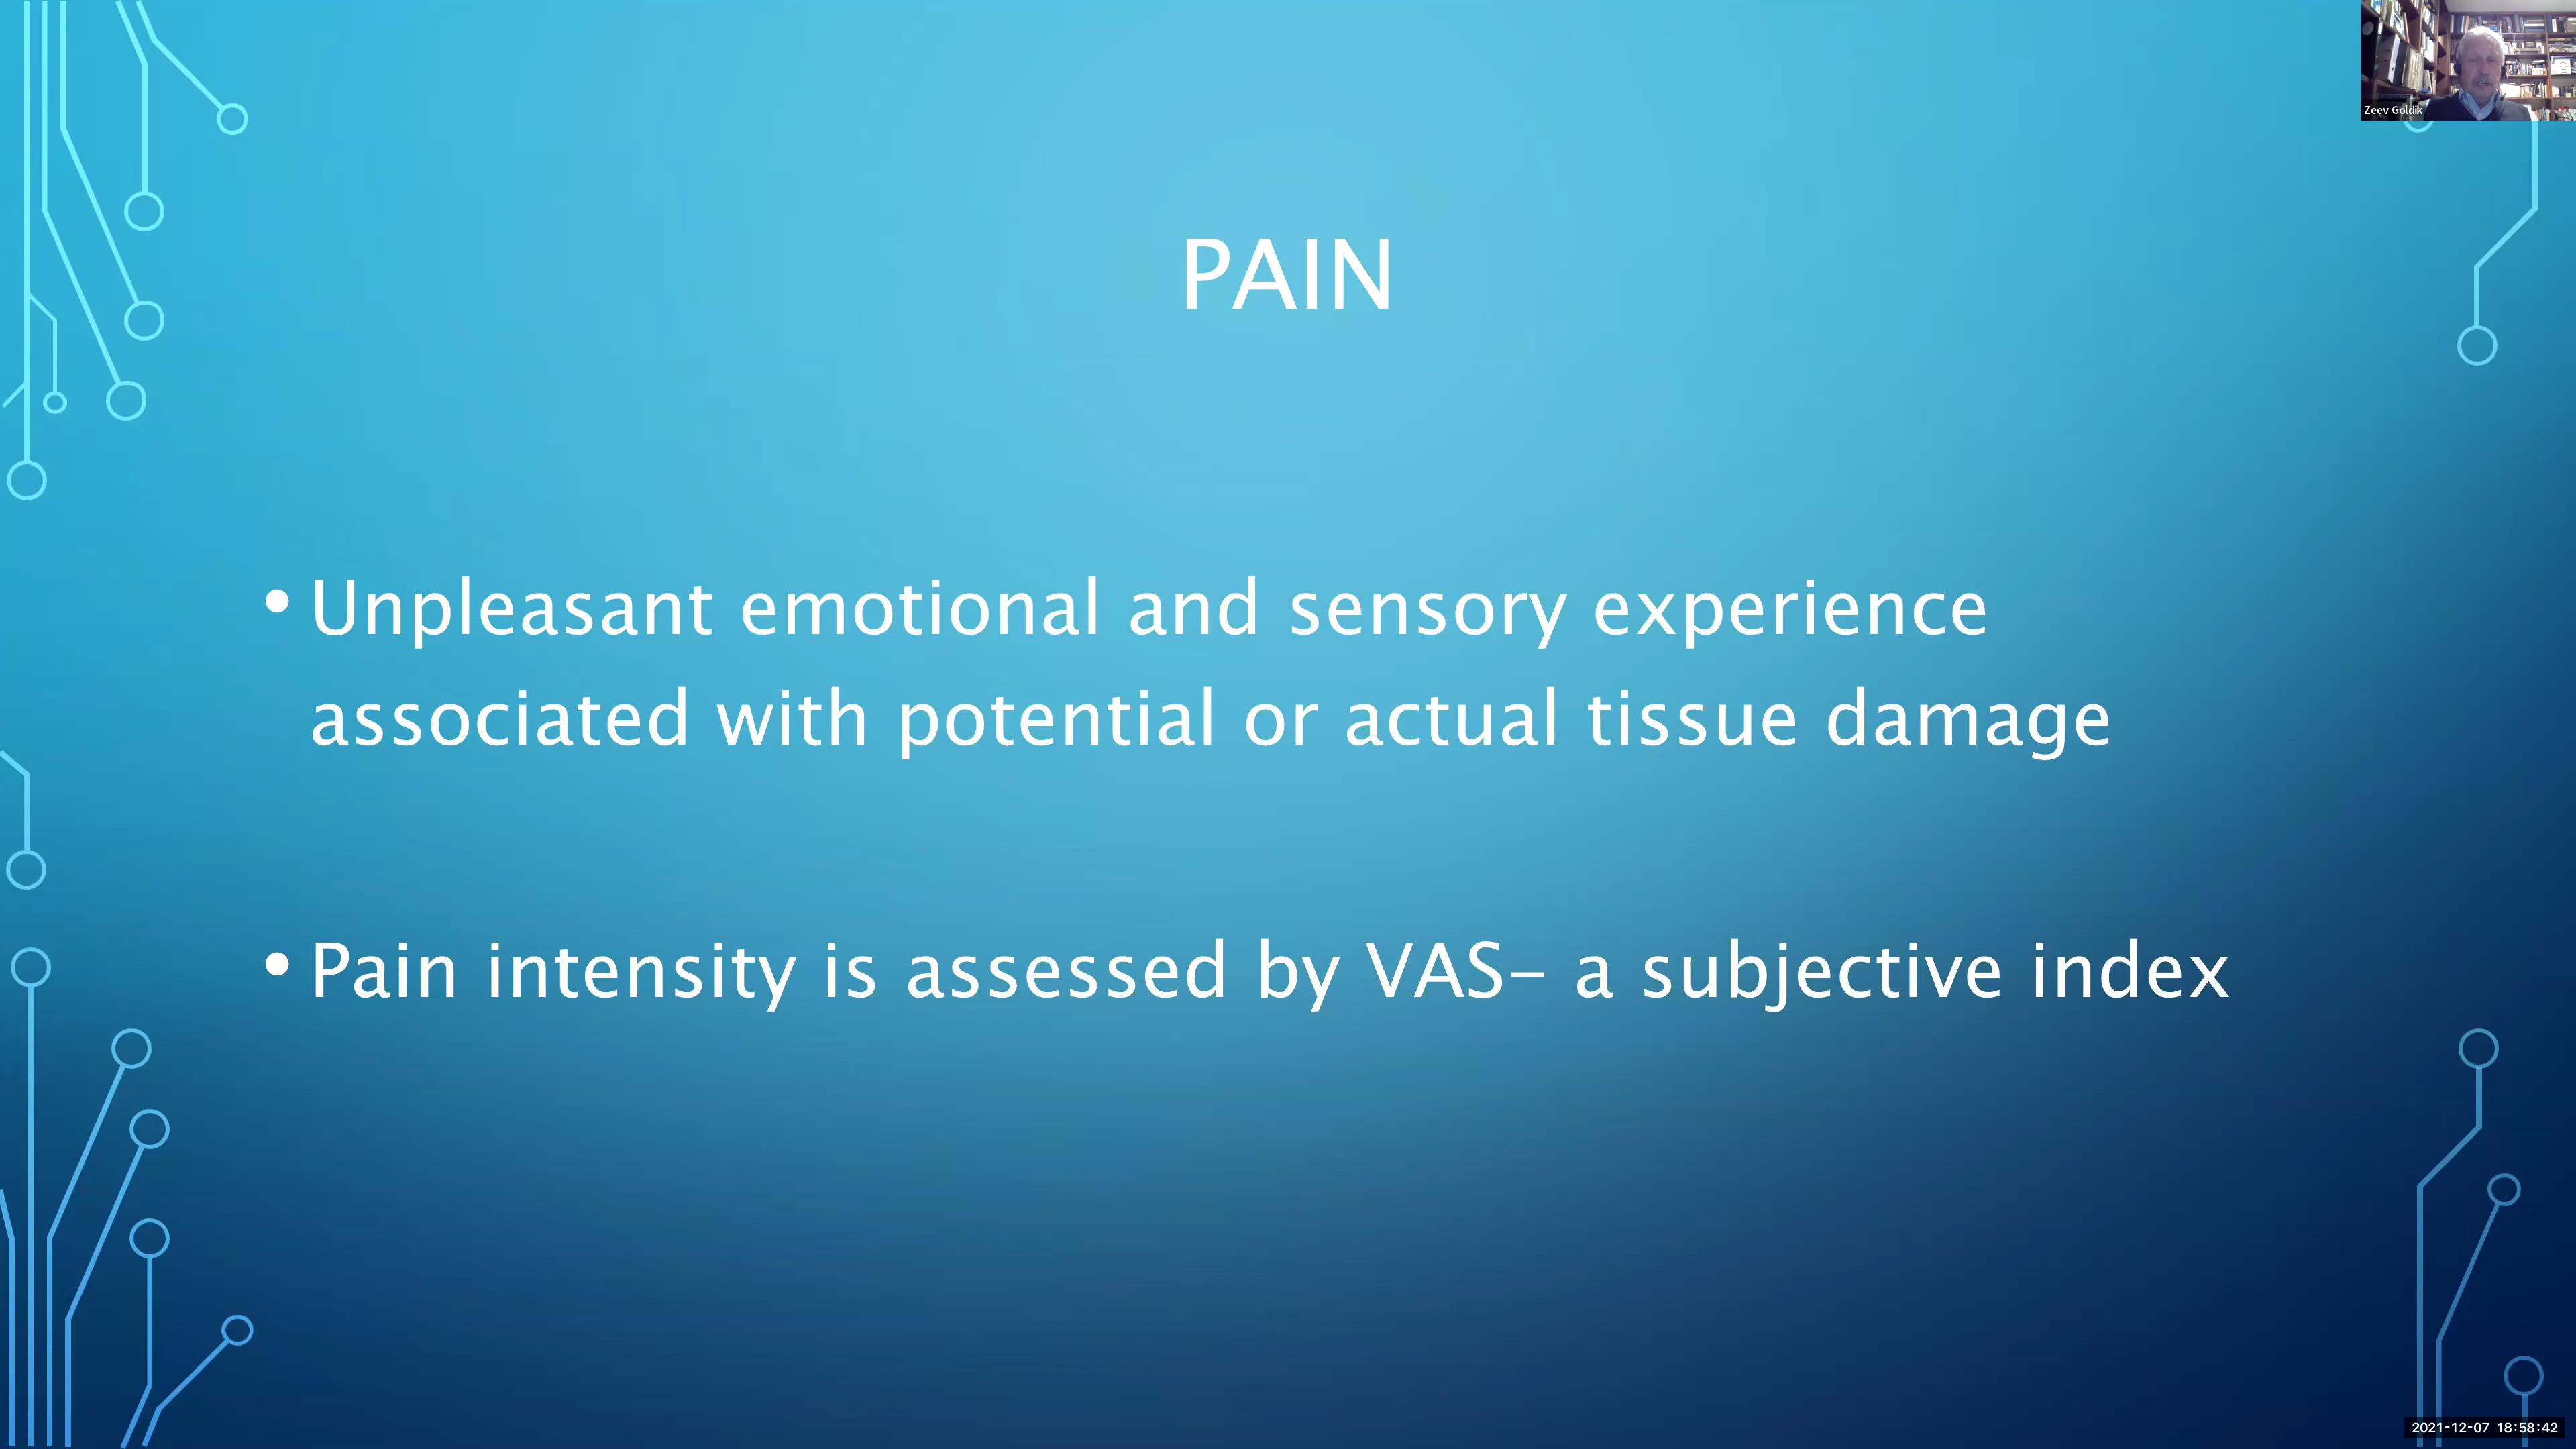 Zeev Goldik
PAIN
• Unpleasant emotional and sensory experience
associated with potential or actual tissue damage
• Pain intensity is assessed by VAS– a subjective index
2021-12-07 18:58:42